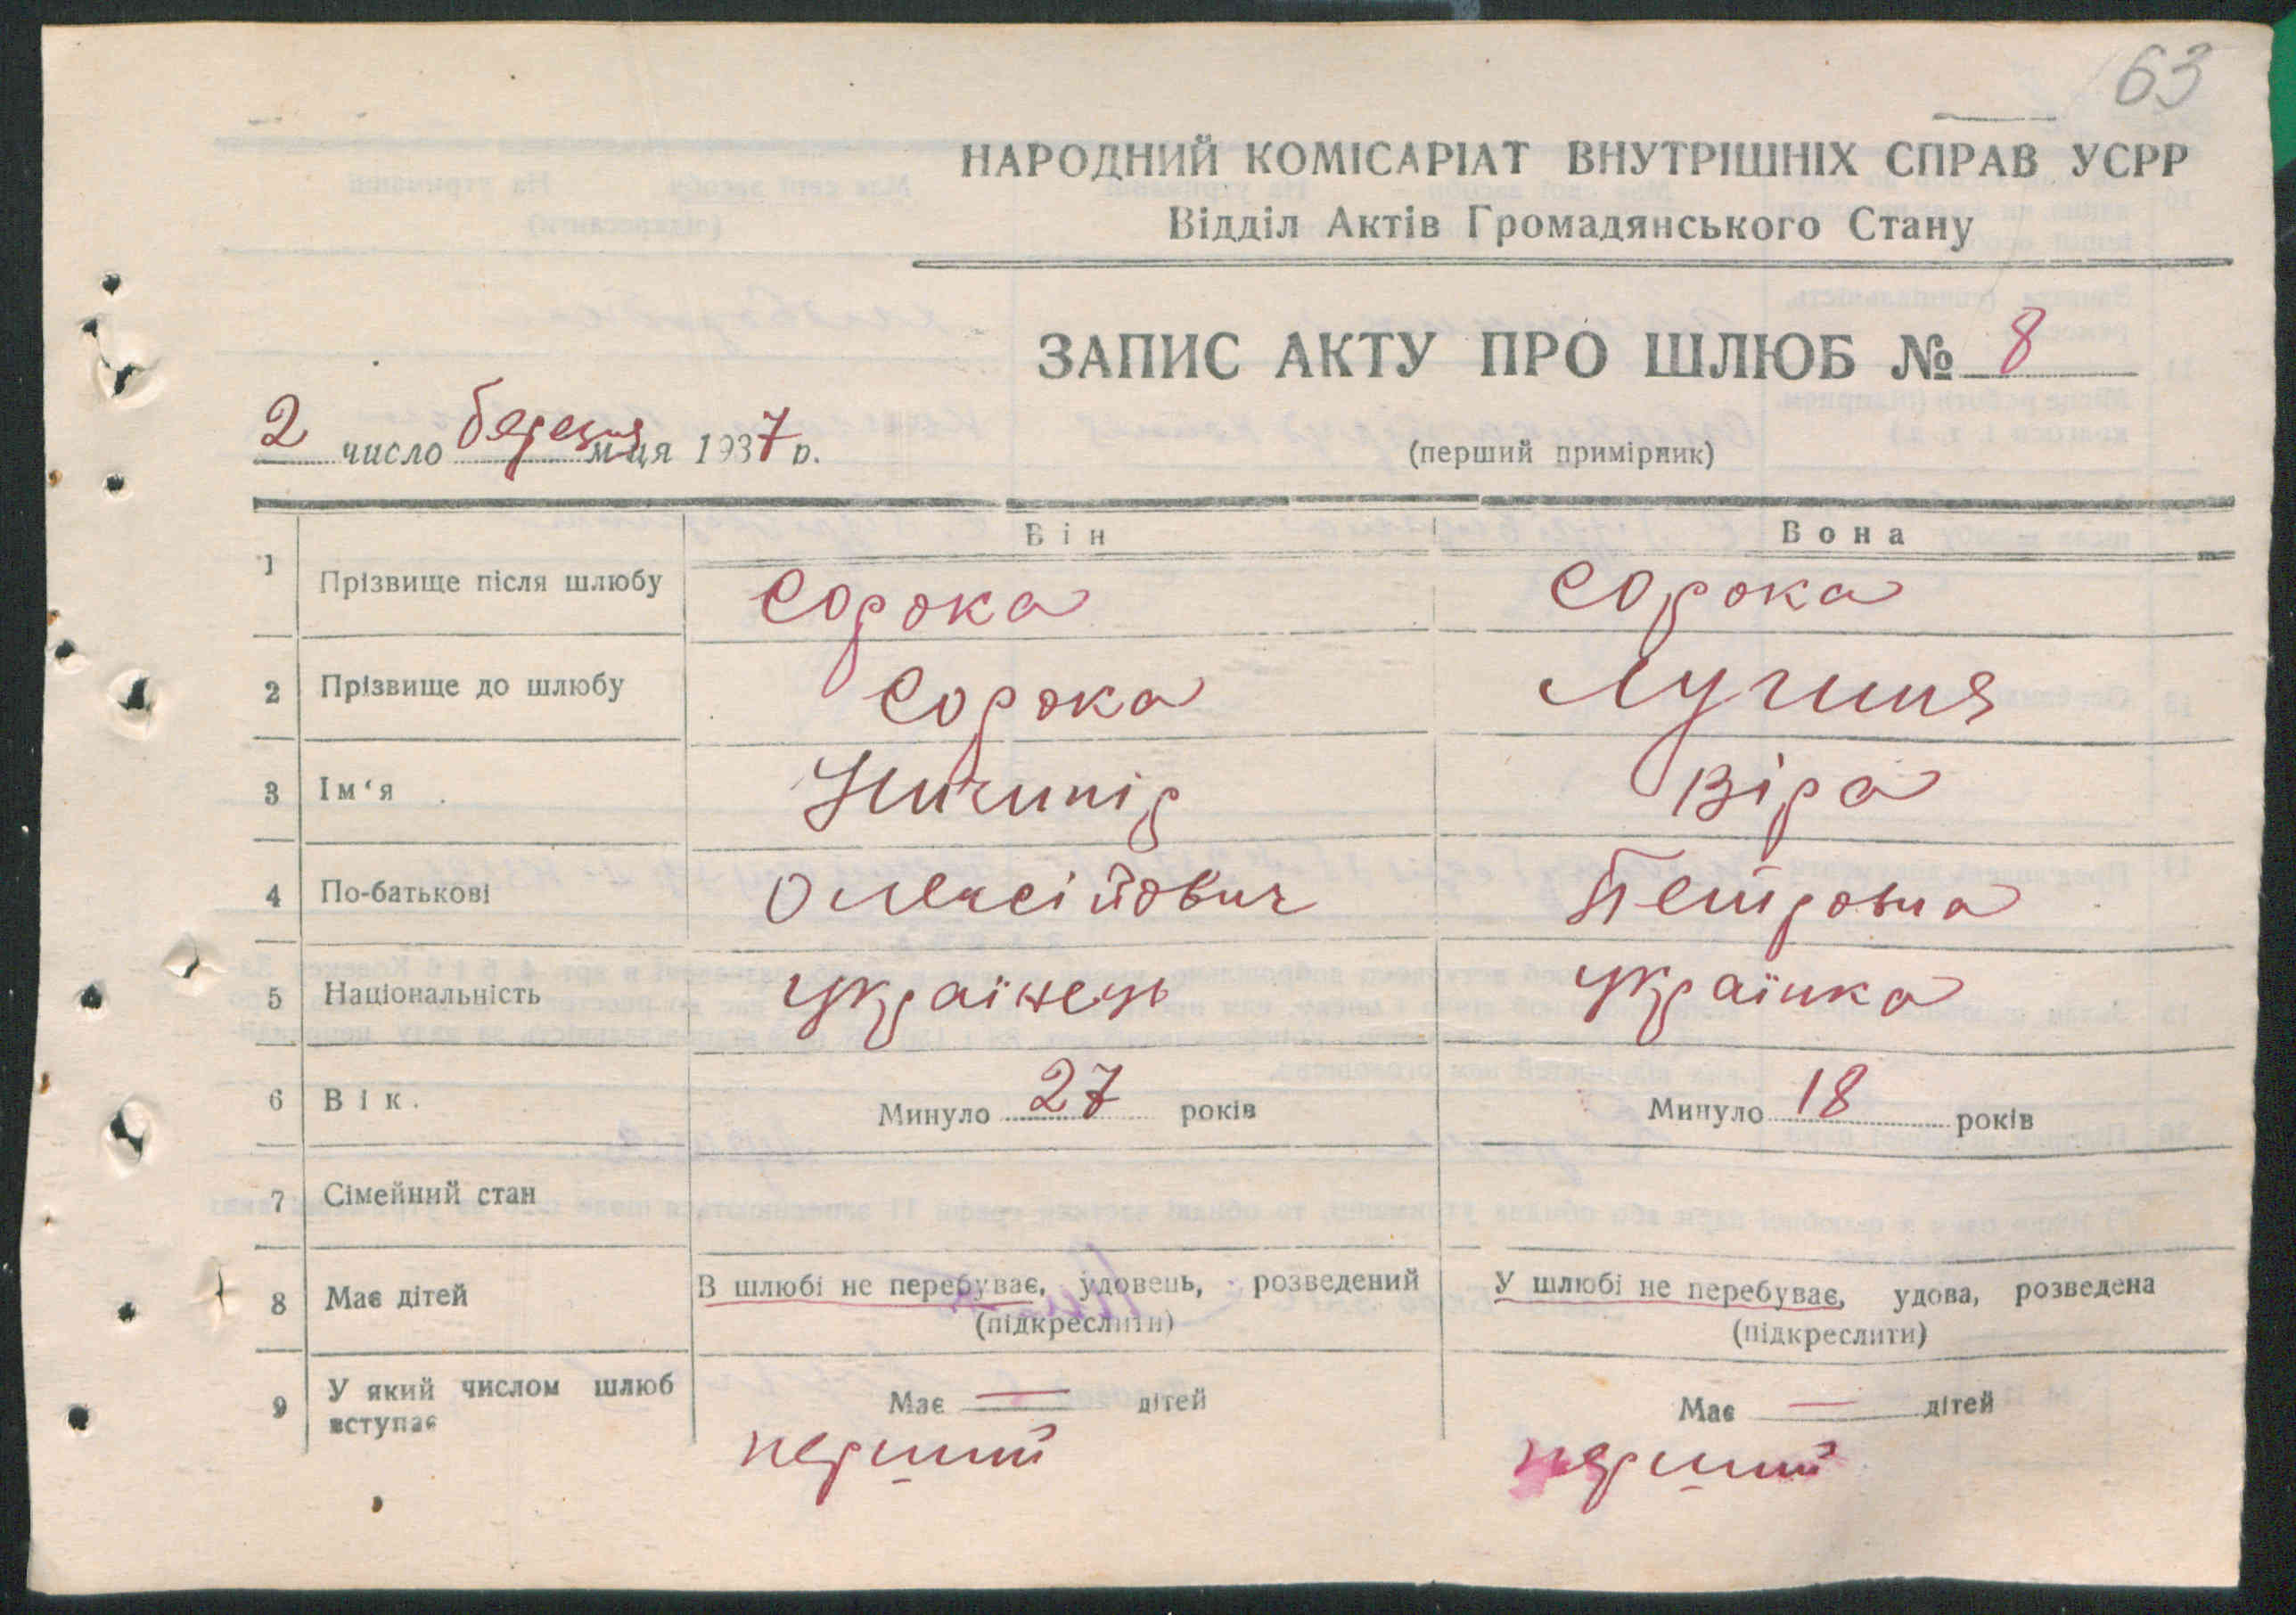 63
НАРОДНИЙ КОМІСАРІАТ ВНУТРІШНІХ СПРАВ УСРР
Відділ Актів Громадянського Стану
ЗАПИС АКТУ ПРО ШЛЮБ № 8
2 число березня м-ця 1937 р.
(перший примірник)
Він Вона
1 Прізвище після шлюбу Сорока Сорока
2 Прізвище до шлюбу Сорока
3 Ім‘я Ничипір Віра
4 По-батькові Олексійович Петровна
5 Національність Українець Українка
6 Вік. Минуло 27 років Минуло 18 років
7 Сімейний стан
8 Має дітей В шлюбі не перебуває, удовець, розведений У шлюбі не перебуває, удова, розведена
(підкреслити) (підкреслити)
9 У який числом шлюб вступає Має — дітей Має — дітей
перший перший